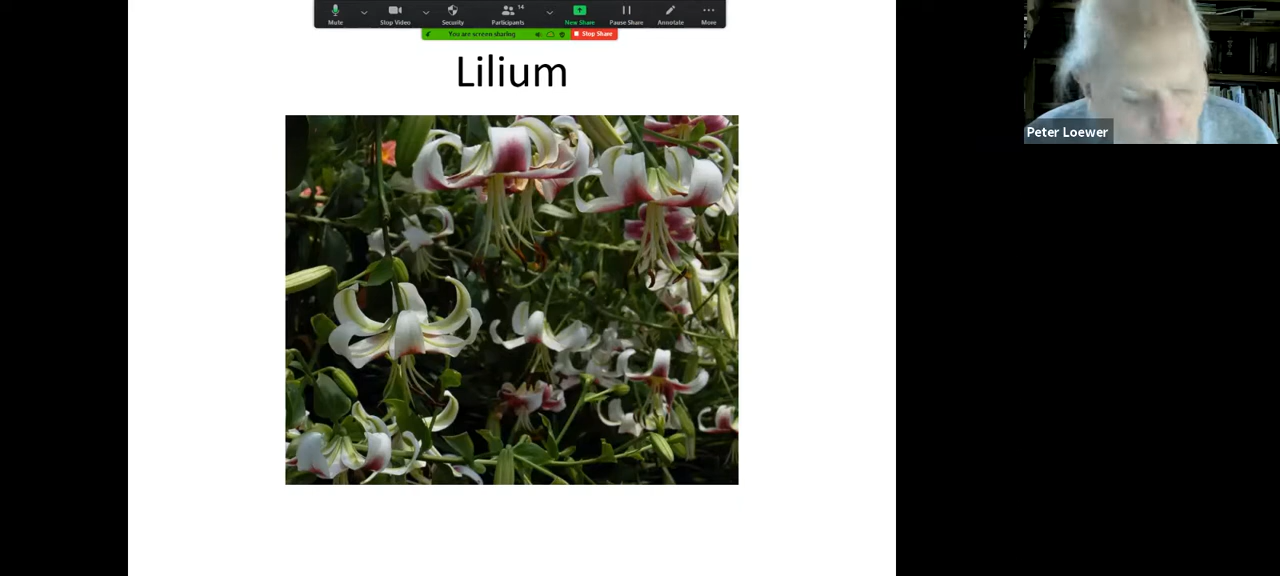 Mute Stop Video Security Participants 14 New Share Pause Share Annotate More
You are screen sharing Stop Share
Lilium
Peter Loewer